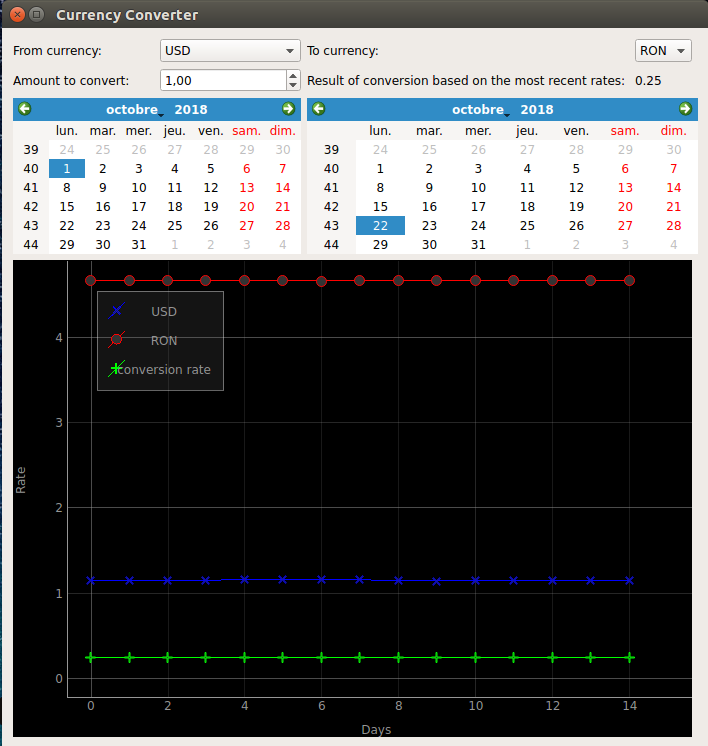 Currency Converter
From currency: USD To currency: RON
Amount to convert: 1,00 Result of conversion based on the most recent rates: 0.25
octobre 2018
lun. mar. mer. jeu. ven. sam. dim.
39 24 25 26 27 28 29 30
40 1 2 3 4 5 6 7
41 8 9 10 11 12 13 14
42 15 16 17 18 19 20 21
43 22 23 24 25 26 27 28
44 29 30 31 1 2 3 4
octobre 2018
lun. mar. mer. jeu. ven. sam. dim.
39 24 25 26 27 28 29 30
40 1 2 3 4 5 6 7
41 8 9 10 11 12 13 14
42 15 16 17 18 19 20 21
43 22 23 24 25 26 27 28
44 29 30 31 1 2 3 4
USD
RON
conversion rate
4
3
2
1
0
Rate
0 2 4 6 8 10 12 14
Days